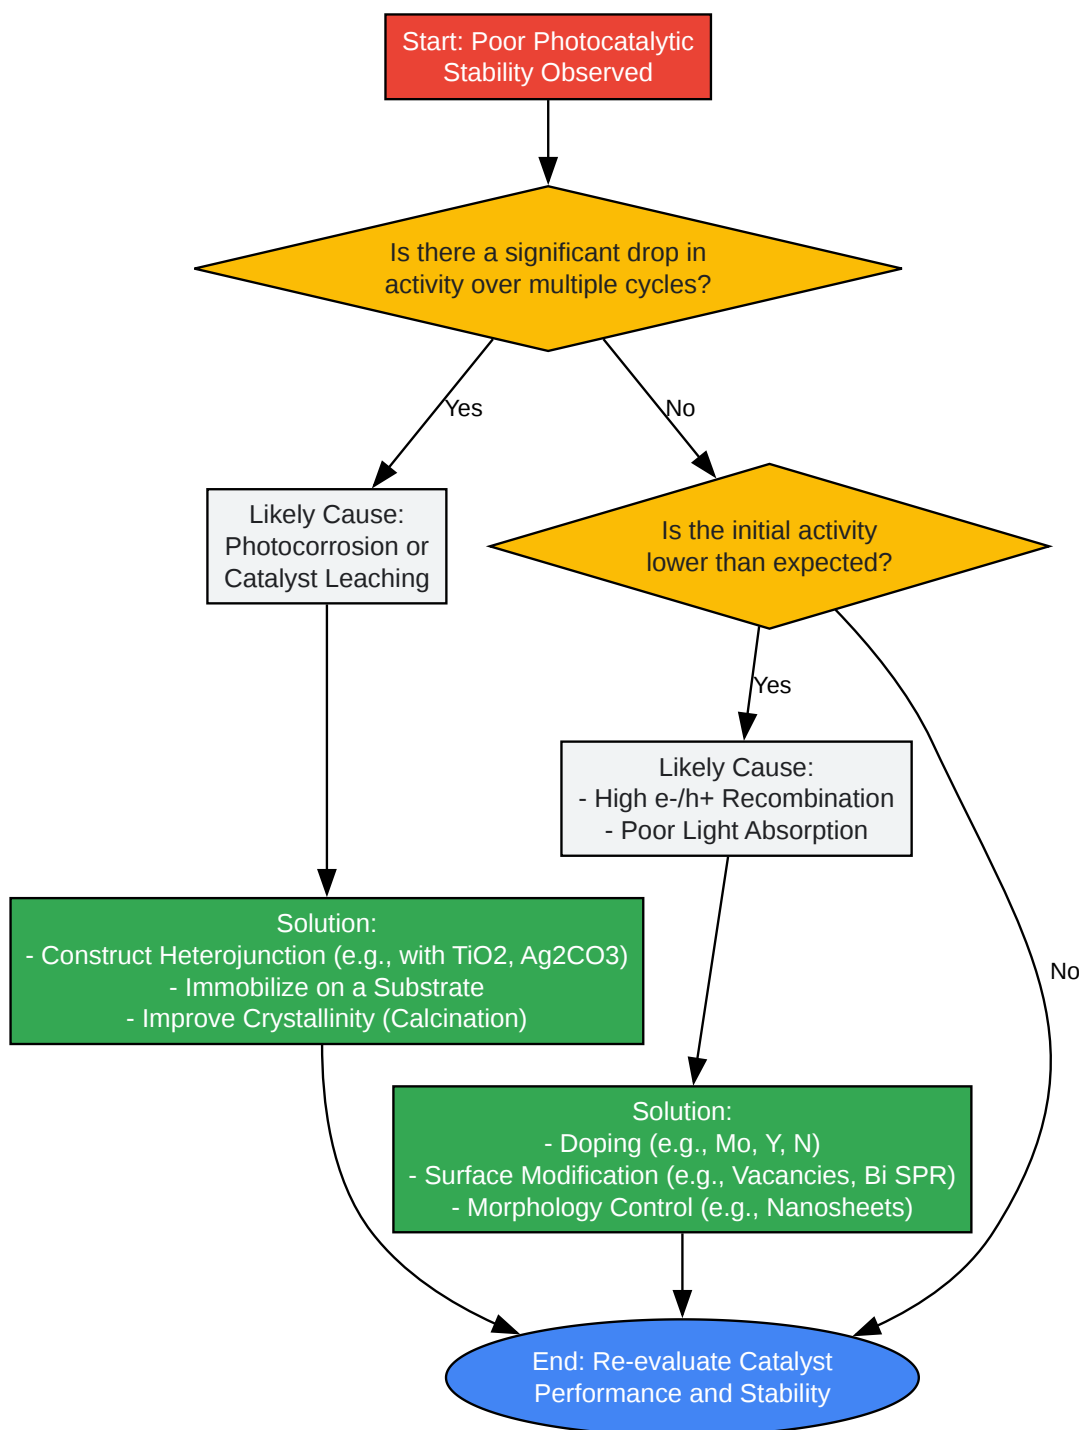 Start: Poor Photocatalytic
Stability Observed
Is there a significant drop in
activity over multiple cycles?
Yes
No
Likely Cause:
Photocorrosion or
Catalyst Leaching
Is the initial activity
lower than expected?
Yes
Likely Cause:
- High e-/h+ Recombination
- Poor Light Absorption
No
Solution:
- Construct Heterojunction (e.g., with TiO2, Ag2CO3)
- Immobilize on a Substrate
- Improve Crystallinity (Calcination)
Solution:
- Doping (e.g., Mo, Y, N)
- Surface Modification (e.g., Vacancies, Bi SPR)
- Morphology Control (e.g., Nanosheets)
End: Re-evaluate Catalyst
Performance and Stability